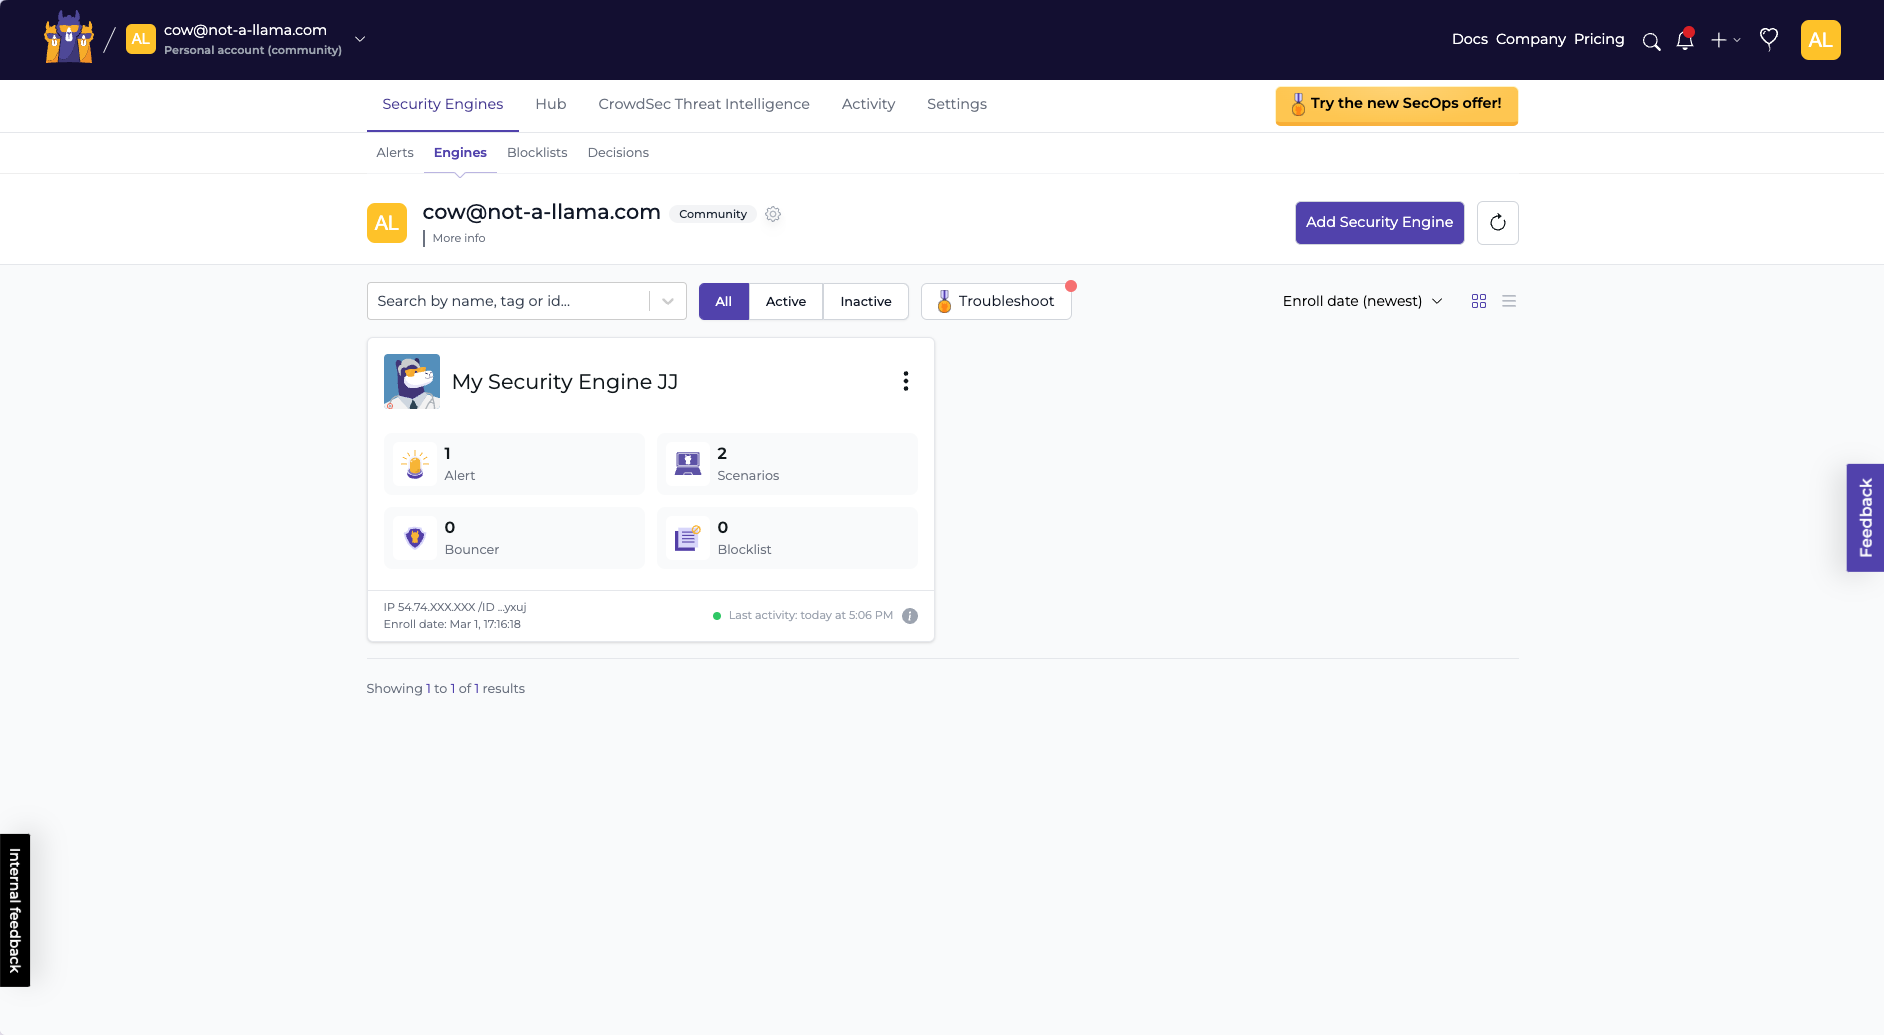 AL
cow@not-a-llama.com
Personal account (community)
Docs Company Pricing
AL
Security Engines Hub CrowdSec Threat Intelligence Activity Settings
Try the new SecOps offer!
Alerts Engines Blocklists Decisions
AL
cow@not-a-llama.com Community
More info
Add Security Engine
Search by name, tag or id...
All Active Inactive
Troubleshoot
Enroll date (newest)
My Security Engine JJ
1
Alert
2
Scenarios
0
Bouncer
0
Blocklist
IP 54.74.XXX.XXX /ID ...yxuj
Enroll date: Mar 1, 17:16:18
Last activity: today at 5:06 PM
Showing 1 to 1 of 1 results
Feedback
Internal feedback